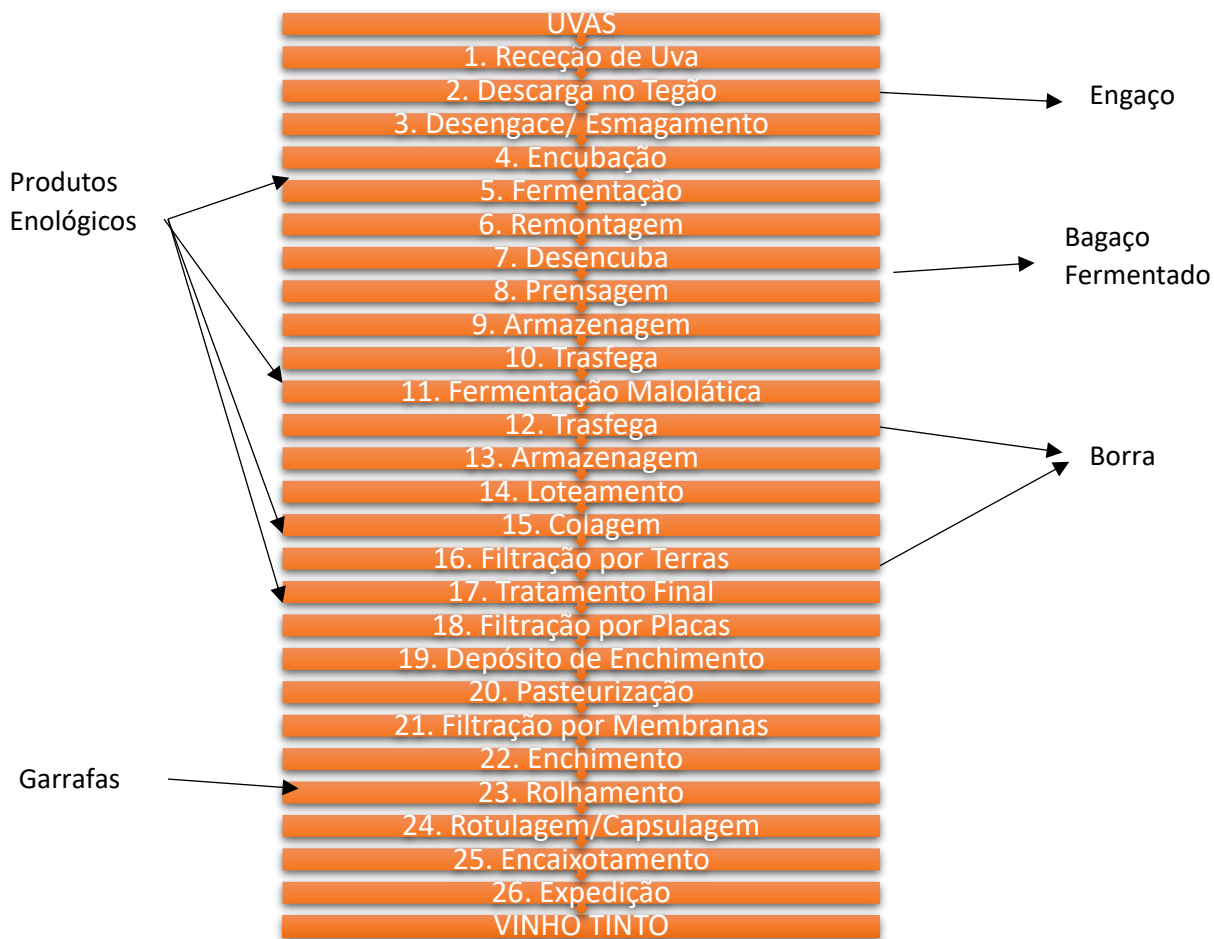 UVAS
1. Receção de Uva
2. Descarga no Tegão
Engaço
3. Desengace/ Esmagamento
4. Encubação
Produtos
Enológicos
5. Fermentação
6. Remontagem
7. Desencuba
Bagaço
Fermentado
8. Prensagem
9. Armazenagem
10. Trasfega
11. Fermentação Malolática
12. Trasfega
13. Armazenagem
Borra
14. Loteamento
15. Colagem
16. Filtração por Terras
17. Tratamento Final
18. Filtração por Placas
19. Depósito de Enchimento
20. Pasteurização
21. Filtração por Membranas
22. Enchimento
Garrafas
23. Rolhamento
24. Rotulagem/Capsulagem
25. Encaixotamento
26. Expedição
VINHO TINTO